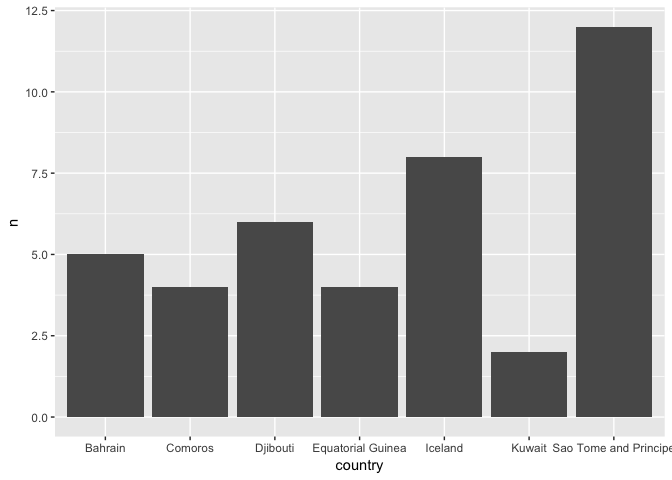 12.5
10.0
n
7.5
5.0
2.5
0.0
Bahrain Comoros Djibouti Equatorial Guinea Iceland Kuwait Sao Tome and Principe
country